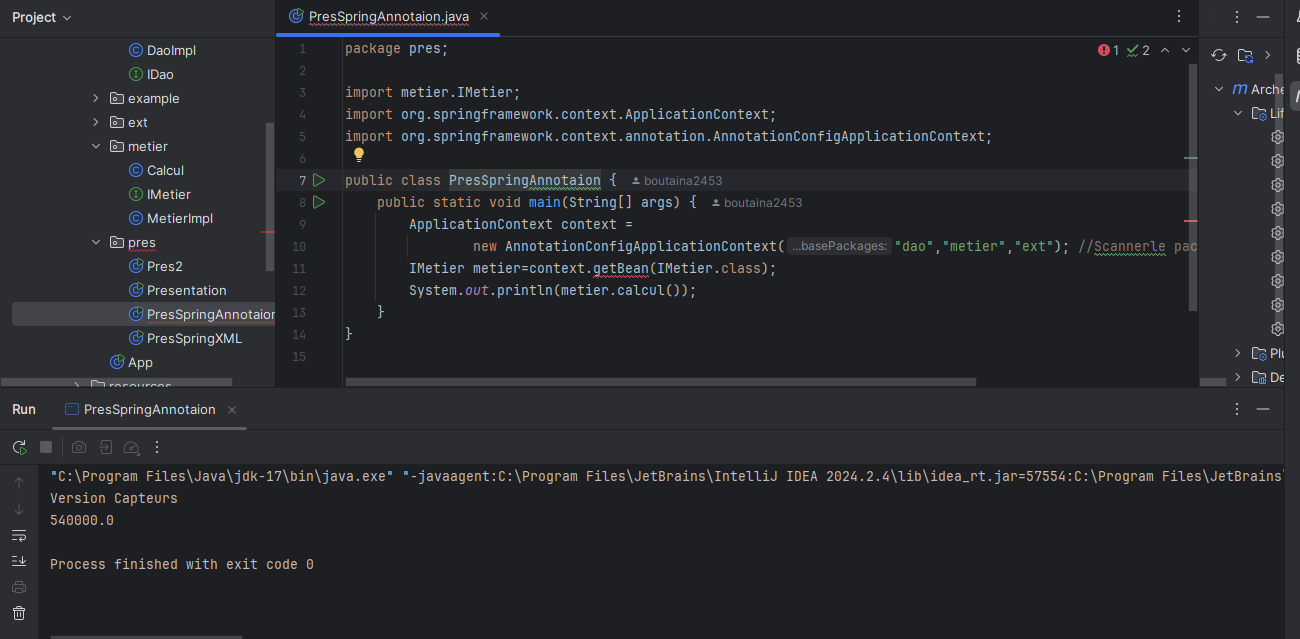 Project
PresSpringAnnotaion.java
DaoImpl
IDao
example
ext
metier
Calcul
IMetier
MetierImpl
pres
Pres2
Presentation
PresSpringAnnotaion
PresSpringXML
App
resources
1 package pres;
2
3 import metier.IMetier;
4 import org.springframework.context.ApplicationContext;
5 import org.springframework.context.annotation.AnnotationConfigApplicationContext;
6
7 public class PresSpringAnnotaion { boutaina2453
8 public static void main(String[] args) { boutaina2453
9 ApplicationContext context =
10 new AnnotationConfigApplicationContext( ...basePackages: "dao","metier","ext"); //Scannerle pac
11 IMetier metier=context.getBean(IMetier.class);
12 System.out.println(metier.calcul());
13 }
14 }
15
1 2
m Arche
Lif
Plu
De
Run PresSpringAnnotaion
"C:\Program Files\Java\jdk-17\bin\java.exe" "-javaagent:C:\Program Files\JetBrains\IntelliJ IDEA 2024.2.4\lib\idea_rt.jar=57554:C:\Program Files\JetBrains\
Version Capteurs
540000.0
Process finished with exit code 0